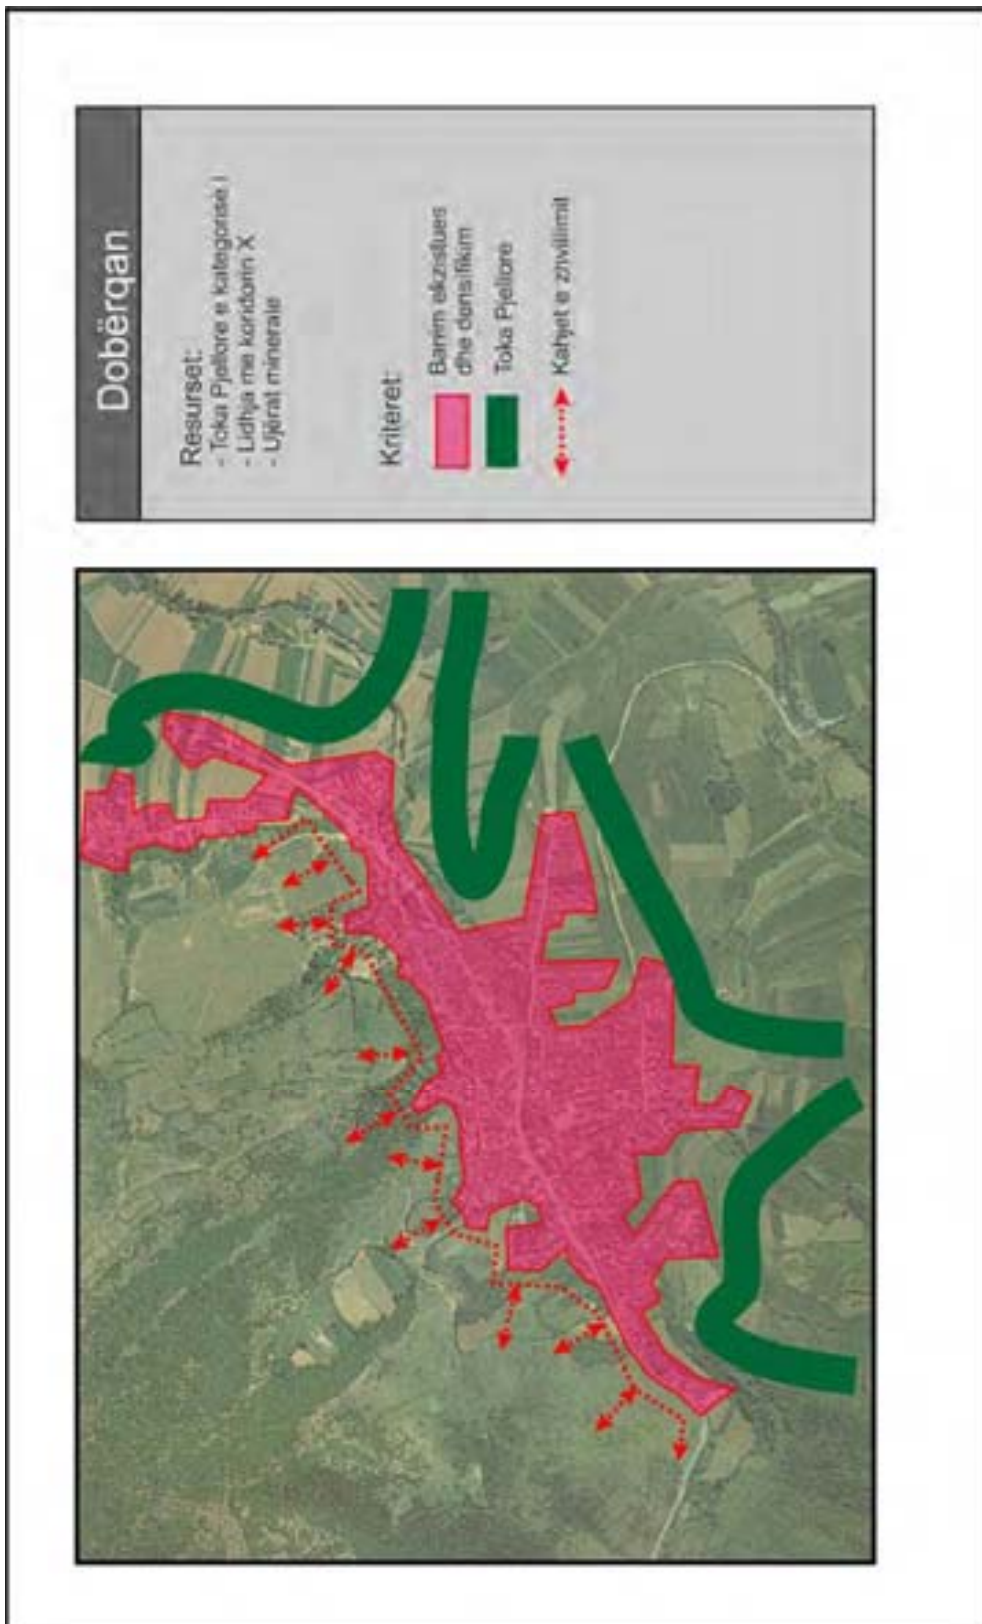 Dobërqan
Resurset:
- Toka Pjellore e kategorisë I
- Lidhja me koridorin X
- Ujërat minerale
Kriteret:
Banim ekzistues
dhe densifikim
Toka Pjellore
Kahjet e zhvillimit